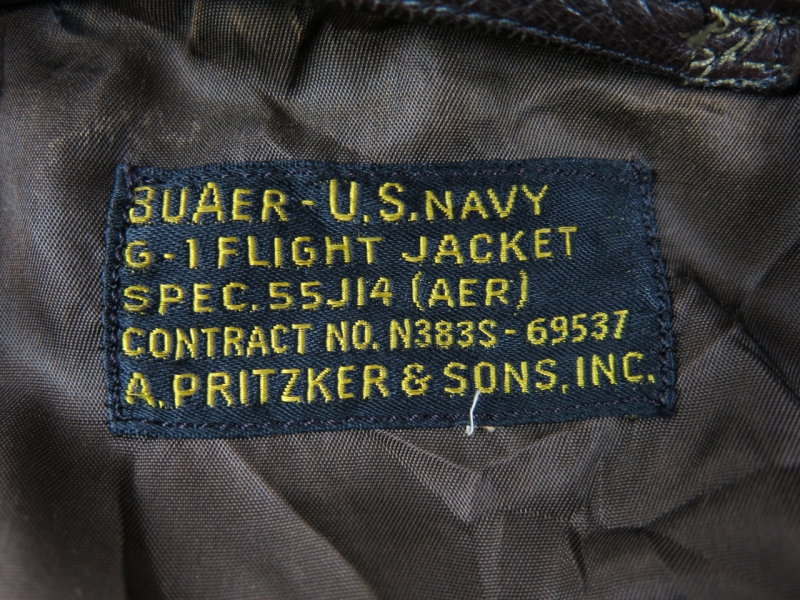 BUAER - U.S. NAVY
G-1 FLIGHT JACKET
SPEC. 55J14 (AER)
CONTRACT NO. N383S - 69537
A. PRITZKER & SONS, INC.